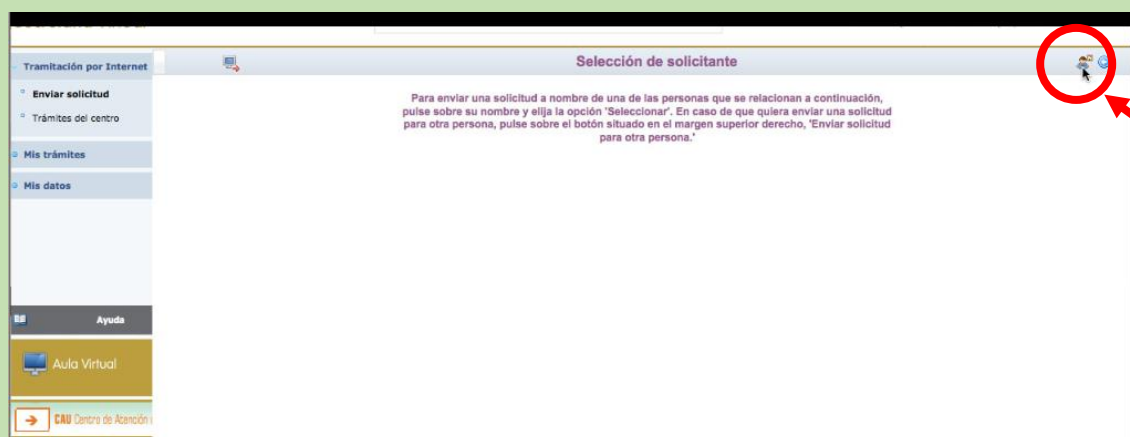 Tramitación por Internet
Enviar solicitud
Trámites del centro
Mis trámites
Mis datos
Ayuda
Aula Virtual
CAU Centro de Atención
Selección de solicitante
Para enviar una solicitud a nombre de una de las personas que se relacionan a continuación,
pulse sobre su nombre y elija la opción 'Seleccionar'. En caso de que quiera enviar una solicitud
para otra persona, pulse sobre el botón situado en el margen superior derecho, 'Enviar solicitud
para otra persona.'